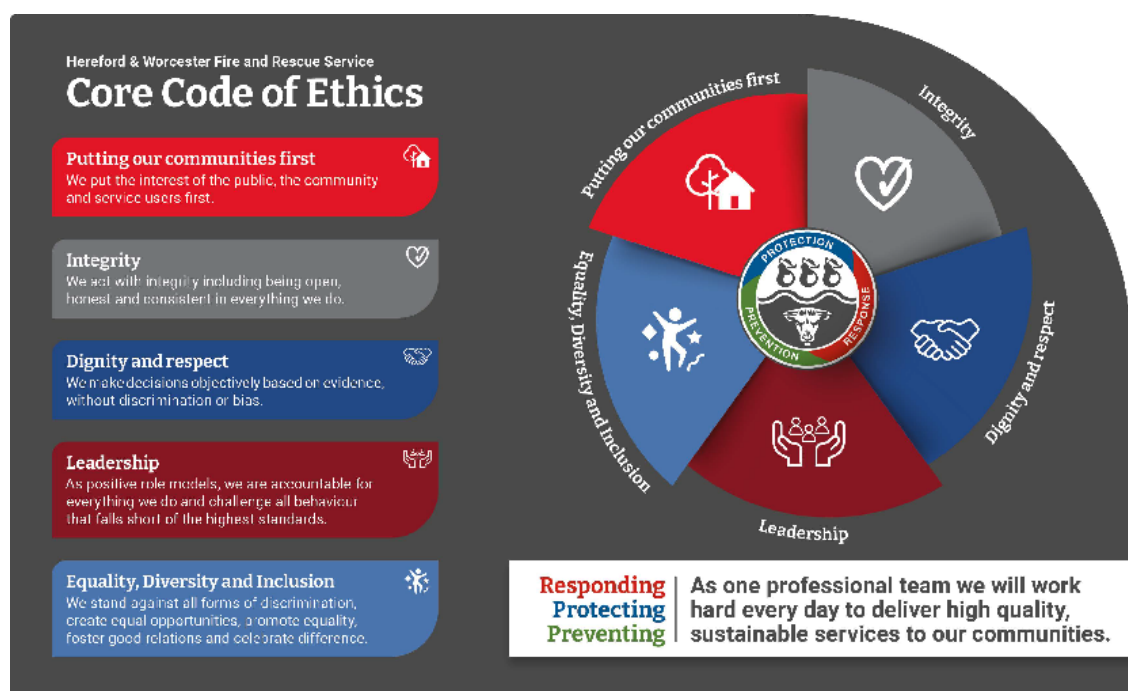 Hereford & Worcester Fire and Rescue Service
Core Code of Ethics
Putting our communities first
We put the interest of the public, the community
and service users first.
Integrity
We act with integrity including being open,
honest and consistent in everything we do.
Dignity and respect
We make decisions objectively based on evidence,
without discrimination or bias.
Leadership
As positive role models, we are accountable for
everything we do and challenge all behaviour
that falls short of the highest standards.
Equality, Diversity and Inclusion
We stand against all forms of discrimination,
create equal opportunities, promote equality,
foster good relations and celebrate difference.
Putting our communities first
Integrity
Dignity and respect
Leadership
Equality, Diversity and Inclusion
PROTECTION
RESPONSE
PREVENTION
Responding
Protecting
Preventing
As one professional team we will work
hard every day to deliver high quality,
sustainable services to our communities.